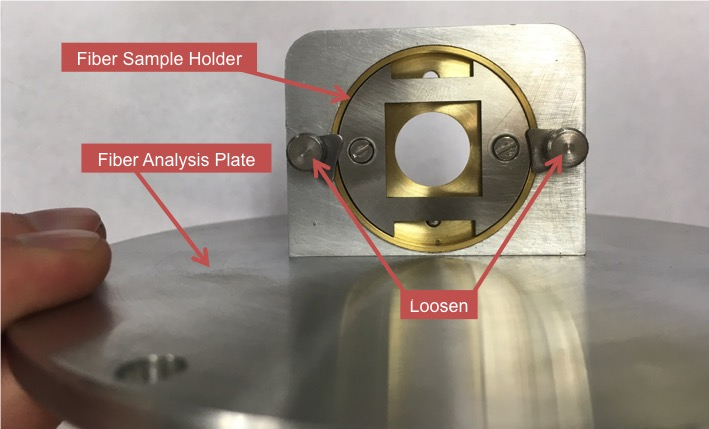 Fiber Sample Holder
Fiber Analysis Plate
Loosen